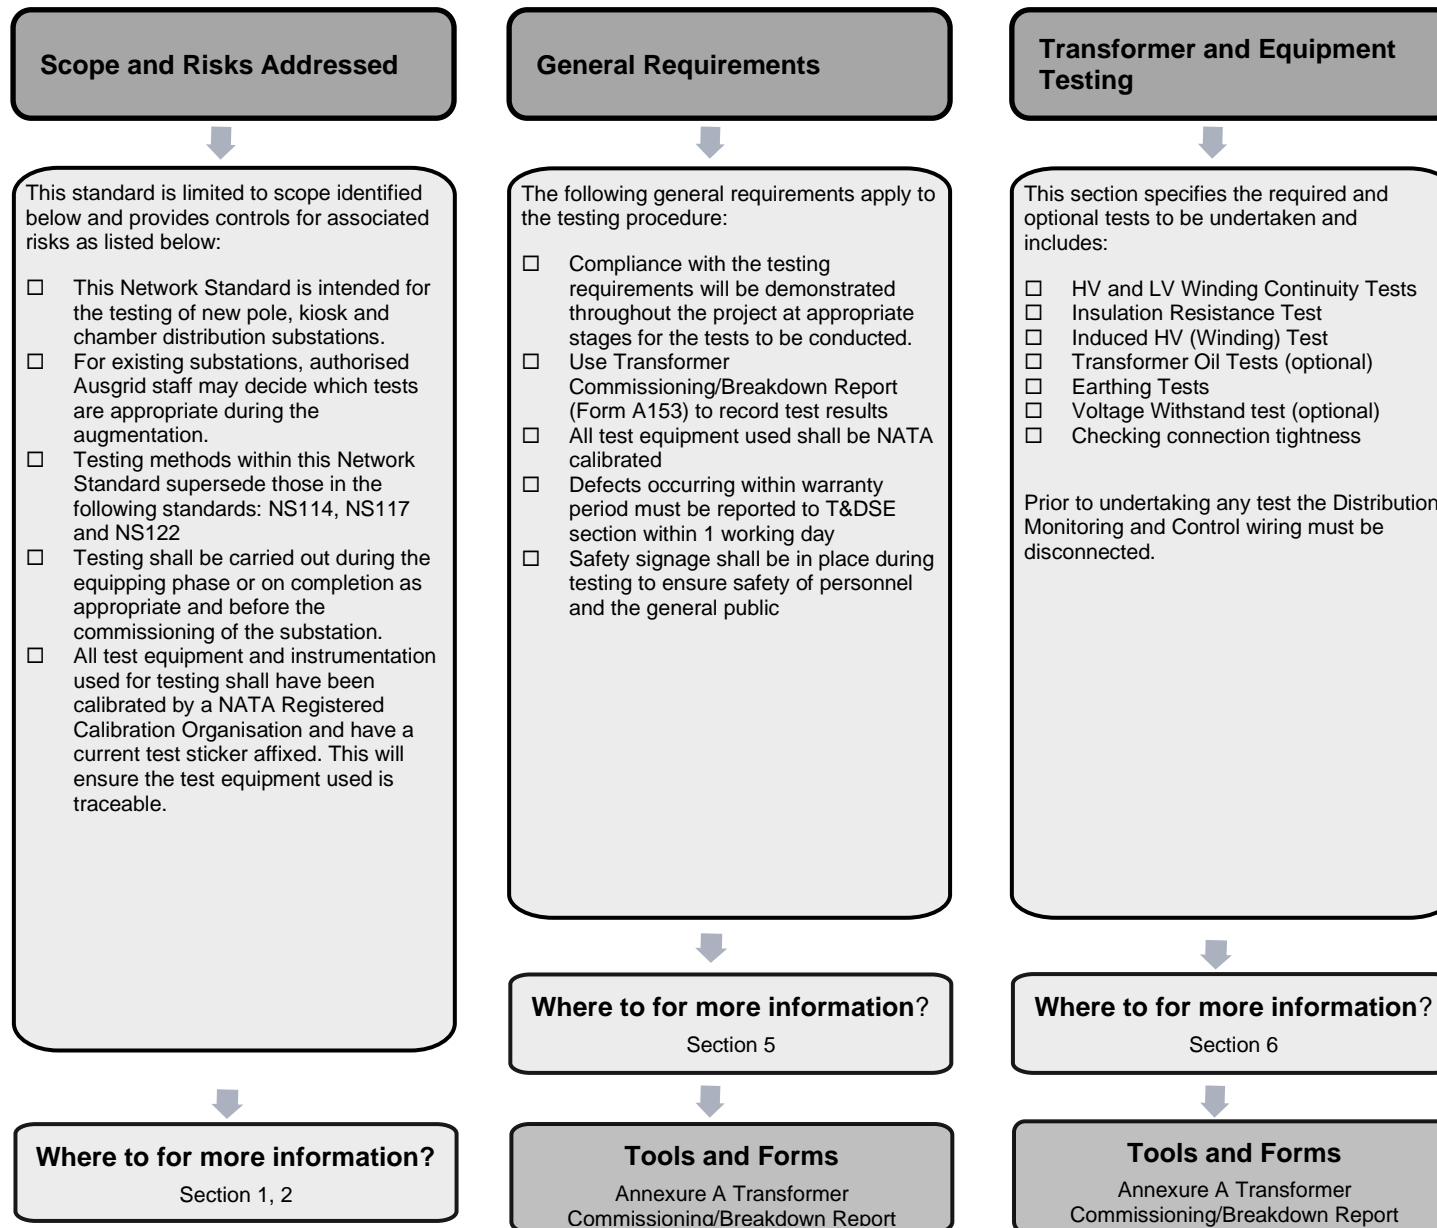 Scope and Risks Addressed
This standard is limited to scope identified
below and provides controls for associated
risks as listed below:
☐ This Network Standard is intended for
the testing of new pole, kiosk and
chamber distribution substations.
☐ For existing substations, authorised
Ausgrid staff may decide which tests
are appropriate during the
augmentation.
☐ Testing methods within this Network
Standard supersede those in the
following standards: NS114, NS117
and NS122
☐ Testing shall be carried out during the
equipping phase or on completion as
appropriate and before the
commissioning of the substation.
☐ All test equipment and instrumentation
used for testing shall have been
calibrated by a NATA Registered
Calibration Organisation and have a
current test sticker affixed. This will
ensure the test equipment used is
traceable.
Where to for more information?
Section 1, 2
General Requirements
The following general requirements apply to
the testing procedure:
☐ Compliance with the testing
requirements will be demonstrated
throughout the project at appropriate
stages for the tests to be conducted.
☐ Use Transformer
Commissioning/Breakdown Report
(Form A153) to record test results
☐ All test equipment used shall be NATA
calibrated
☐ Defects occurring within warranty
period must be reported to T&DSE
section within 1 working day
☐ Safety signage shall be in place during
testing to ensure safety of personnel
and the general public
Where to for more information?
Section 5
Tools and Forms
Annexure A Transformer
Commissioning/Breakdown Report
Transformer and Equipment
Testing
This section specifies the required and
optional tests to be undertaken and
includes:
☐ HV and LV Winding Continuity Tests
☐ Insulation Resistance Test
☐ Induced HV (Winding) Test
☐ Transformer Oil Tests (optional)
☐ Earthing Tests
☐ Voltage Withstand test (optional)
☐ Checking connection tightness
Prior to undertaking any test the Distribution
Monitoring and Control wiring must be
disconnected.
Where to for more information?
Section 6
Tools and Forms
Annexure A Transformer
Commissioning/Breakdown Report